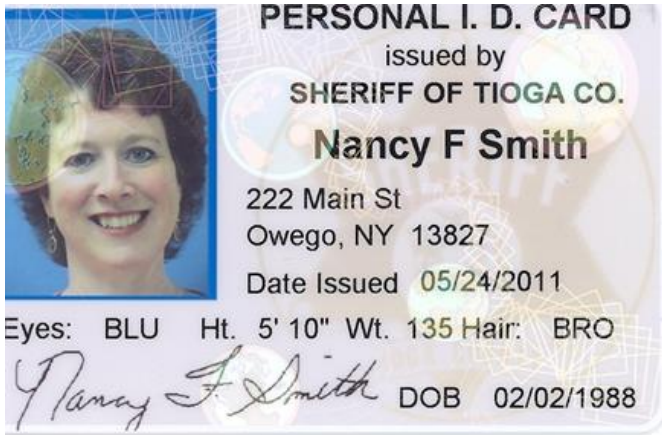 PERSONAL I. D. CARD
issued by
SHERIFF OF TIOGA CO.
Nancy F Smith
222 Main St
Owego, NY 13827
Date Issued 05/24/2011
Eyes: BLU Ht. 5' 10" Wt. 135 Hair: BRO
Nancy F. Smith DOB 02/02/1988
SHERIFF